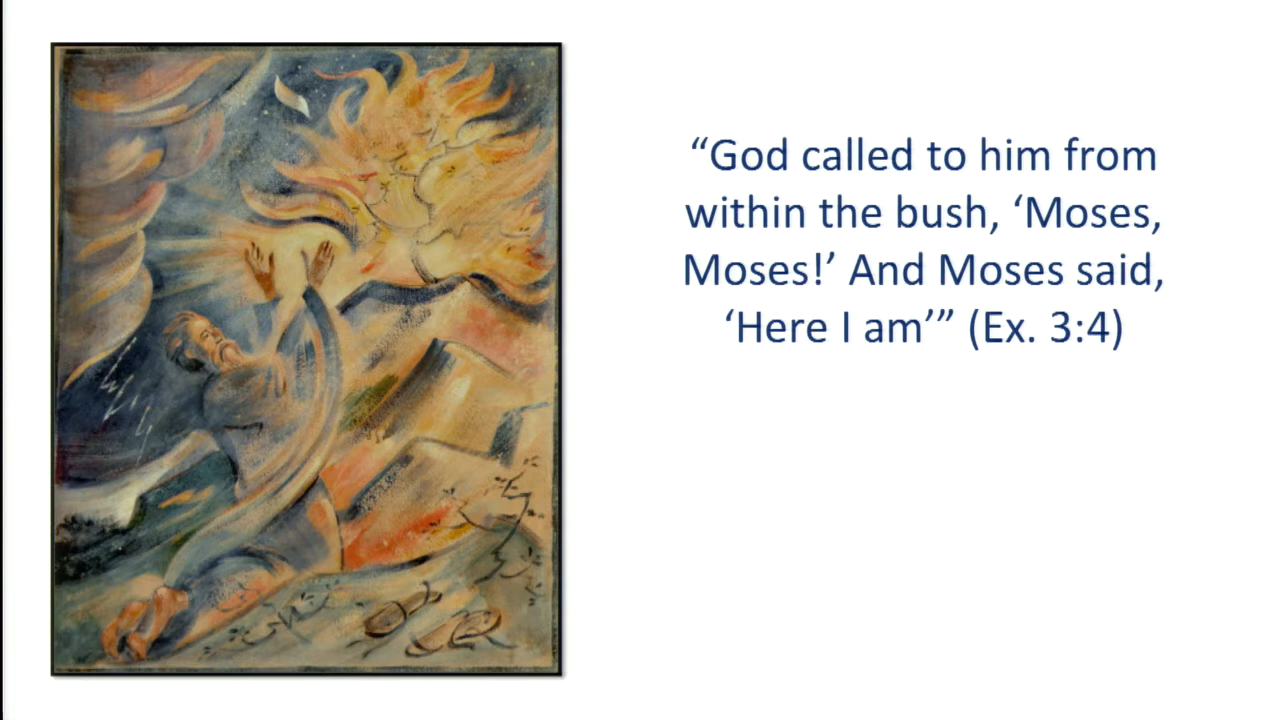 “God called to him from
within the bush, ‘Moses,
Moses!’ And Moses said,
‘Here I am’” (Ex. 3:4)